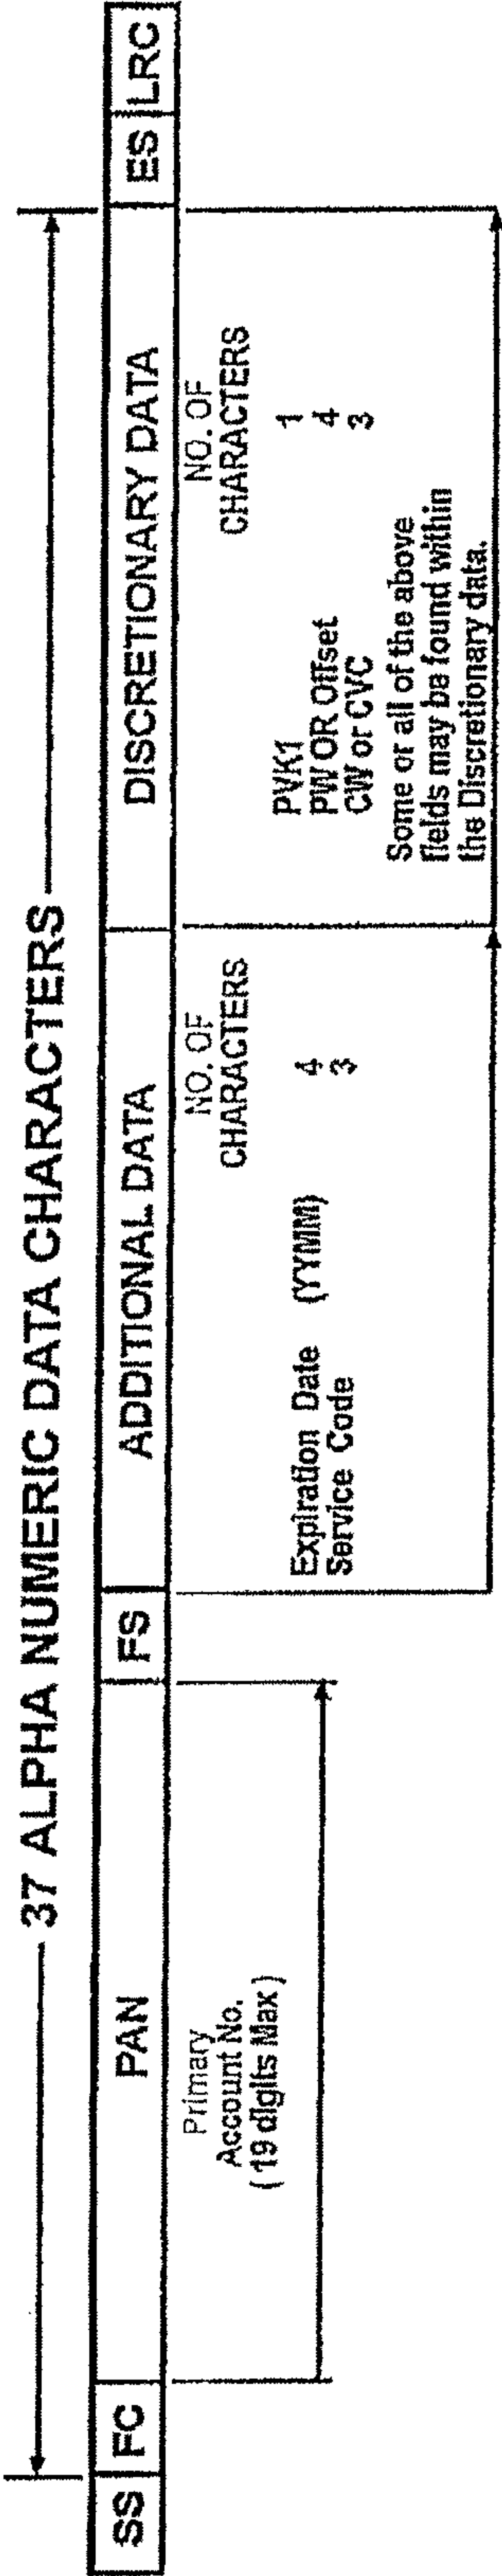 37 ALPHA NUMERIC DATA CHARACTERS
SS FC PAN FS ADDITIONAL DATA DISCRETIONARY DATA ES LRC
Primary
Account No.
(19 digits Max)
NO. OF
CHARACTERS
Expiration Date (YYMM) 4
Service Code 3
NO. OF
CHARACTERS
PVK1 1
PW OR Offset 4
CW or CVC 3
Some or all of the above
fields may be found within
the Discretionary data.